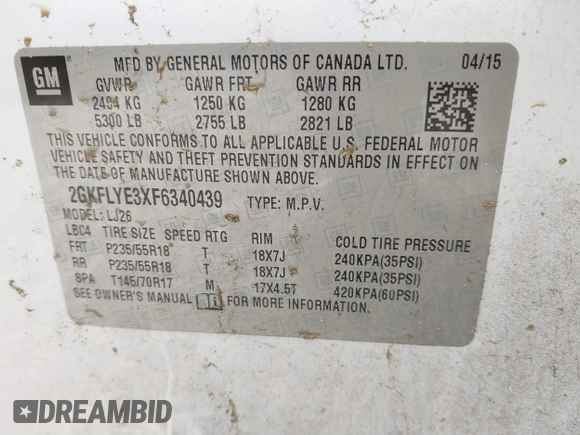 GM
MFD BY GENERAL MOTORS OF CANADA LTD. 04/15
GVWR GAWR FRT GAWR RR
2404 KG 1250 KG 1280 KG
5300 LB 2755 LB 2821 LB
THIS VEHICLE CONFORMS TO ALL APPLICABLE U.S. FEDERAL MOTOR
VEHICLE SAFETY AND THEFT PREVENTION STANDARDS IN EFFECT ON
THE DATE OF MANUFACTURE SHOWN ABOVE.
2GKFLYE3XF6340439 TYPE: M.P.V.
MODEL: LJ26
LBC4 TIRE SIZE SPEED RTG RIM COLD TIRE PRESSURE
FRT P235/55R18 T 18X7J 240KPA(35PSI)
RR P235/55R18 T 18X7J 240KPA(35PSI)
SPA T145/70R17 M 17X4.5T 420KPA(60PSI)
SEE OWNER'S MANUAL i FOR MORE INFORMATION.
DREAMBID